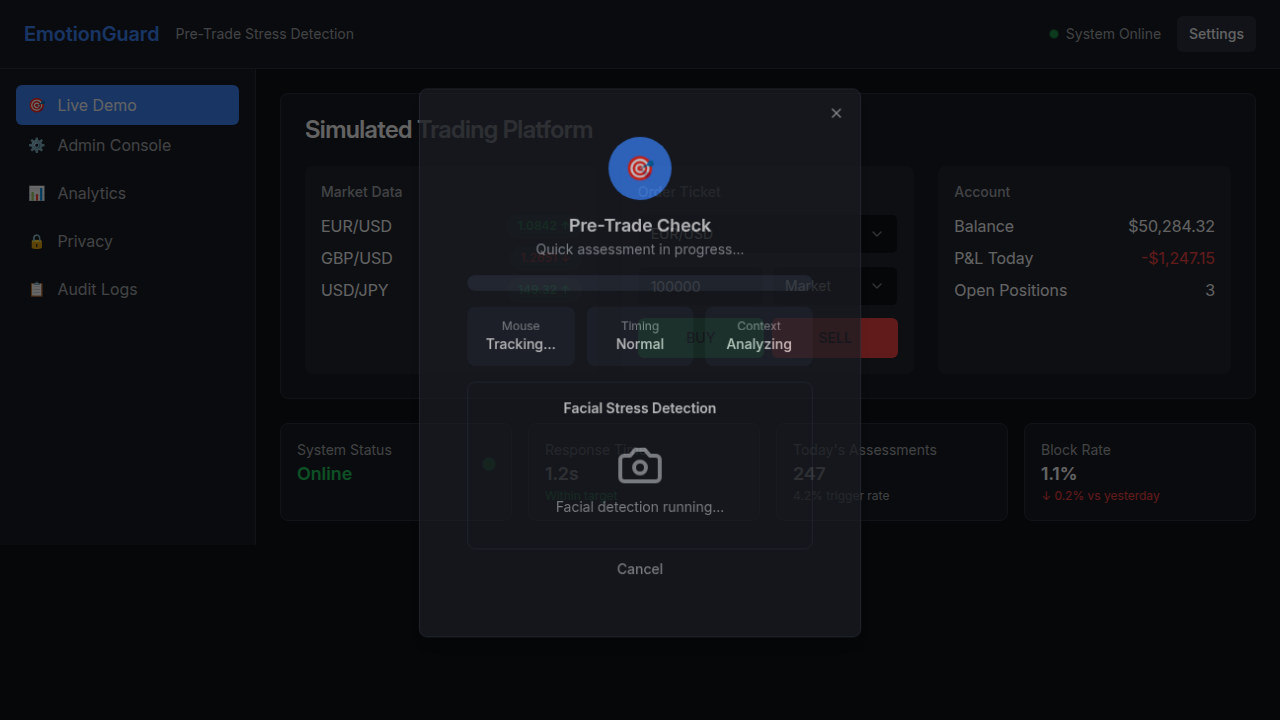 EmotionGuard
Pre-Trade Stress Detection
System Online
Settings
Live Demo
Admin Console
Analytics
Privacy
Audit Logs
Simulated Trading Platform
Market Data
EUR/USD
1.0842
GBP/USD
USD/JPY
Order Ticket
EUR/USD
100000
Market
BUY
SELL
Account
Balance
$50,284.32
P&L Today
-$1,247.15
Open Positions
3
Pre-Trade Check
Quick assessment in progress...
Mouse
Tracking...
Timing
Normal
Context
Analyzing
Facial Stress Detection
Facial detection running...
Cancel
System Status
Online
Response Time
1.2s
Within target
Today's Assessments
247
4.2% trigger rate
Block Rate
1.1%
↓ 0.2% vs yesterday